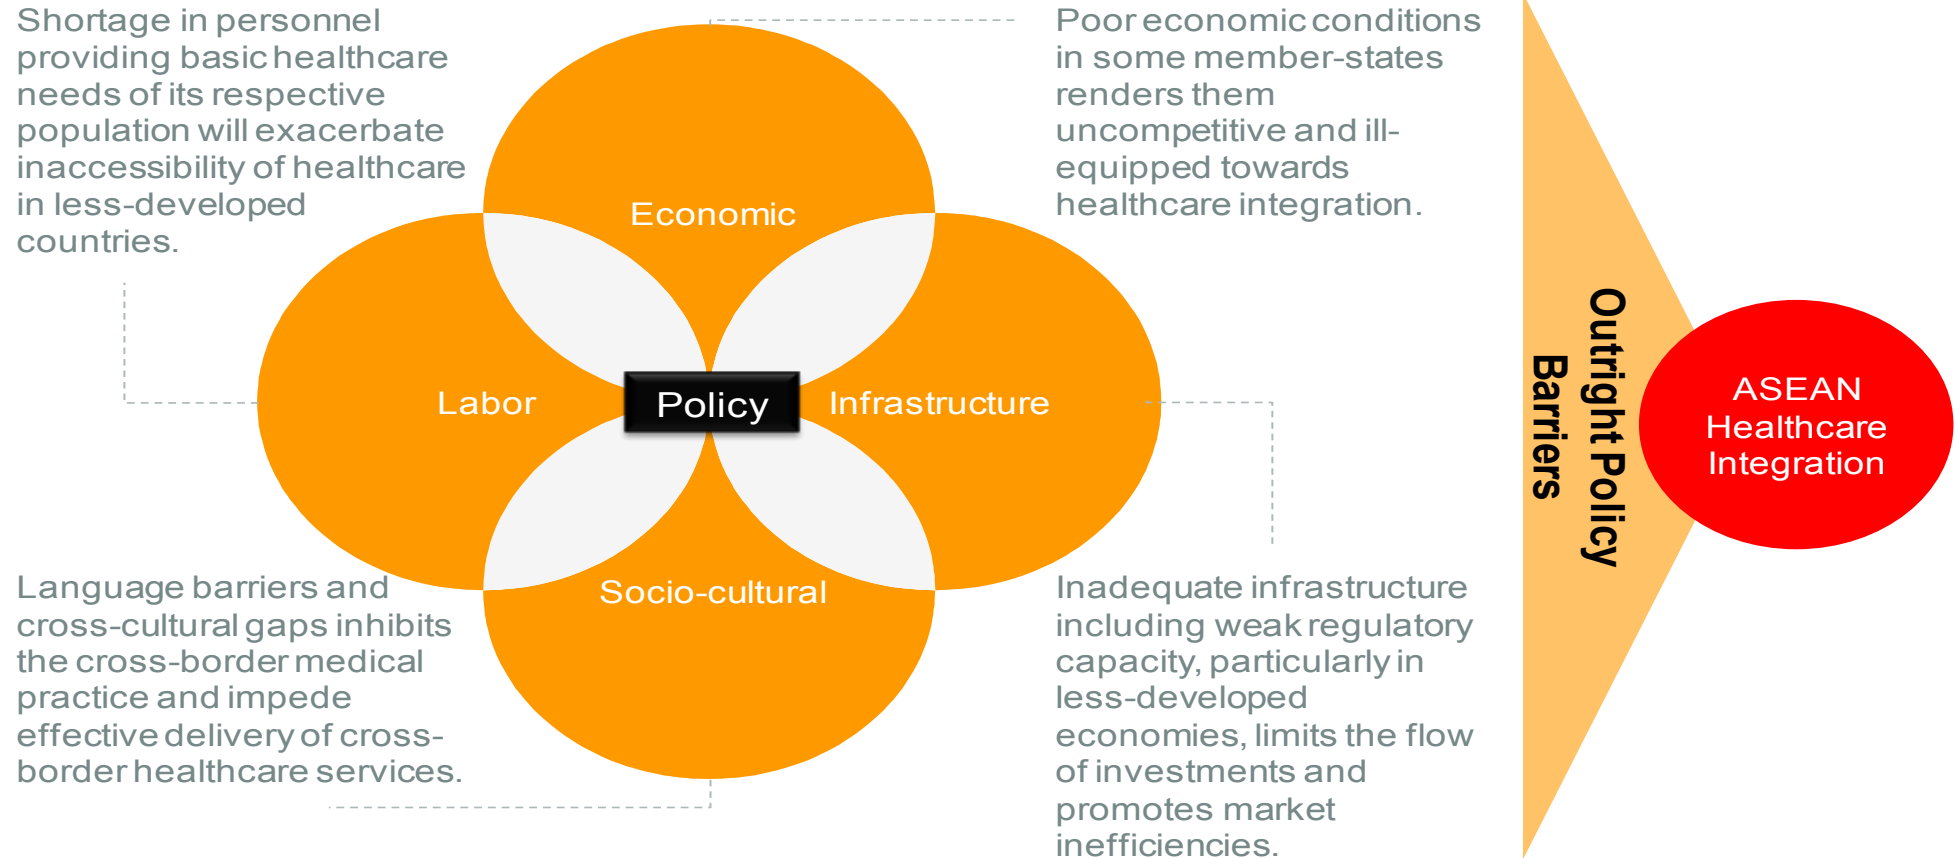 Shortage in personnel
providing basic healthcare
needs of its respective
population will exacerbate
inaccessibility of healthcare
in less-developed
countries.
Poor economic conditions
in some member-states
renders them
uncompetitive and ill-
equipped towards
healthcare integration.
Economic
Labor
Policy
Infrastructure
Socio-cultural
Language barriers and
cross-cultural gaps inhibits
the cross-border medical
practice and impede
effective delivery of cross-
border healthcare services.
Inadequate infrastructure
including weak regulatory
capacity, particularly in
less-developed
economies, limits the flow
of investments and
promotes market
inefficiencies.
Outright Policy
Barriers
ASEAN
Healthcare
Integration